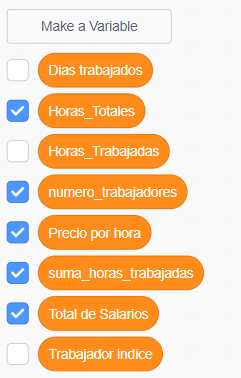 Make a Variable
Dias trabajados
Horas_Totales
Horas_Trabajadas
numero_trabajadores
Precio por hora
suma_horas_trabajadas
Total de Salarios
Trabajador indice